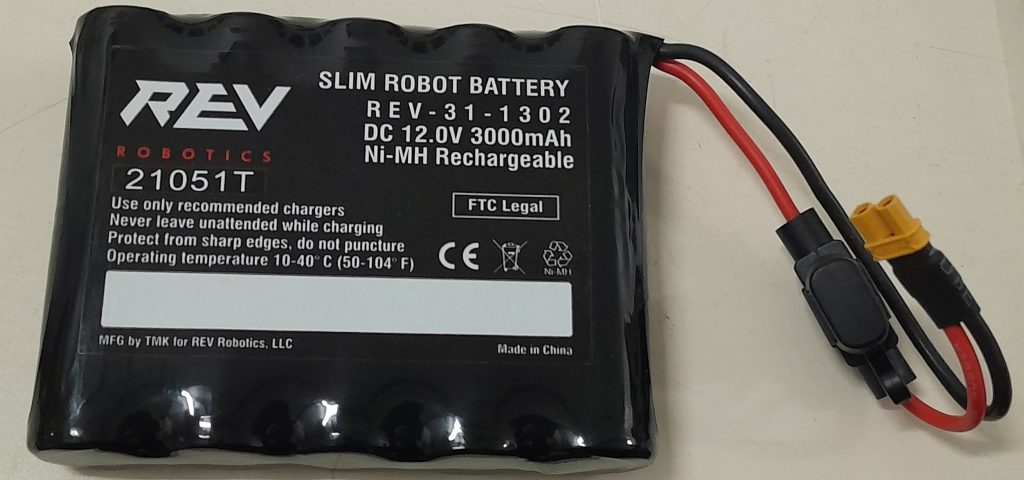 REV
ROBOTICS
21051T
SLIM ROBOT BATTERY
REV-31-1302
DC 12.0V 3000mAh
Ni-MH Rechargeable
FTC Legal
Use only recommended chargers
Never leave unattended while charging
Protect from sharp edges, do not puncture
Operating temperature 10-40° C (50-104° F)
CE
Ni-MH
MFG by TMK for REV Robotics, LLC
Made in China